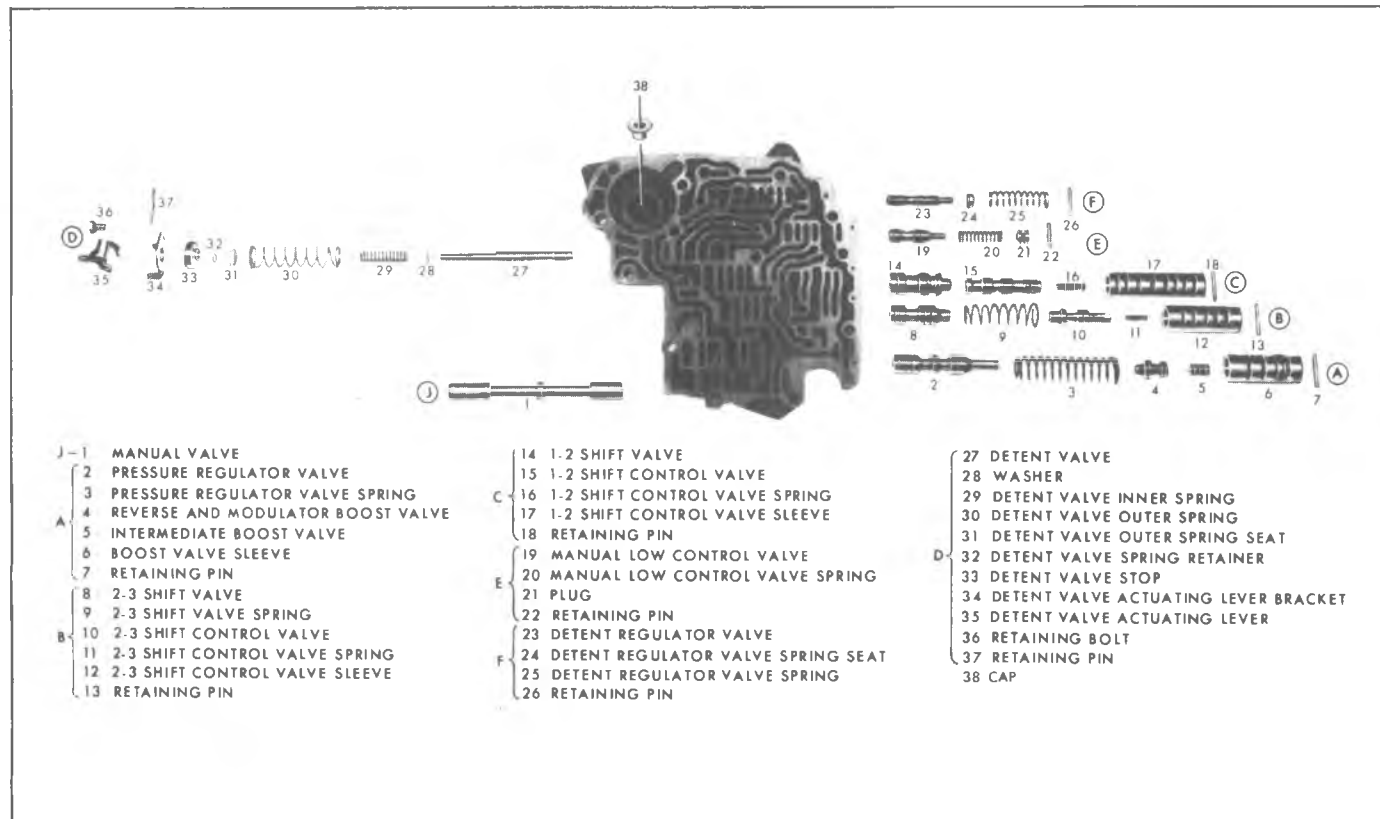 38
37
36
D
35
34
33
32
31
30
29
28
27
23
24
25
26
F
19
20
21
22
E
14
15
16
17
18
C
8
9
10
11
12
13
B
2
3
4
5
6
7
A
J
1
J-1 MANUAL VALVE
A
2 PRESSURE REGULATOR VALVE
3 PRESSURE REGULATOR VALVE SPRING
4 REVERSE AND MODULATOR BOOST VALVE
5 INTERMEDIATE BOOST VALVE
6 BOOST VALVE SLEEVE
7 RETAINING PIN
B
8 2-3 SHIFT VALVE
9 2-3 SHIFT VALVE SPRING
10 2-3 SHIFT CONTROL VALVE
11 2-3 SHIFT CONTROL VALVE SPRING
12 2-3 SHIFT CONTROL VALVE SLEEVE
13 RETAINING PIN
C
14 1-2 SHIFT VALVE
15 1-2 SHIFT CONTROL VALVE
16 1-2 SHIFT CONTROL VALVE SPRING
17 1-2 SHIFT CONTROL VALVE SLEEVE
18 RETAINING PIN
E
19 MANUAL LOW CONTROL VALVE
20 MANUAL LOW CONTROL VALVE SPRING
21 PLUG
22 RETAINING PIN
F
23 DETENT REGULATOR VALVE
24 DETENT REGULATOR VALVE SPRING SEAT
25 DETENT REGULATOR VALVE SPRING
26 RETAINING PIN
D
27 DETENT VALVE
28 WASHER
29 DETENT VALVE INNER SPRING
30 DETENT VALVE OUTER SPRING
31 DETENT VALVE OUTER SPRING SEAT
32 DETENT VALVE SPRING RETAINER
33 DETENT VALVE STOP
34 DETENT VALVE ACTUATING LEVER BRACKET
35 DETENT VALVE ACTUATING LEVER
36 RETAINING BOLT
37 RETAINING PIN
38 CAP